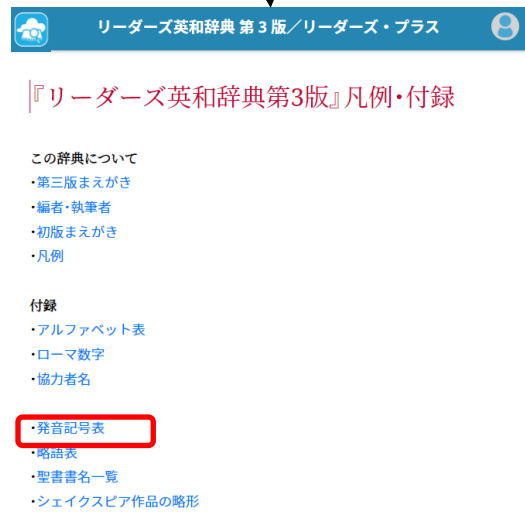 リーダーズ英和辞典 第3版／リーダーズ・プラス
『リーダーズ英和辞典第3版』凡例・付録
この辞典について
・第三版まえがき
・編者・執筆者
・初版まえがき
・凡例
付録
・アルファベット表
・ローマ数字
・協力者名
・発音記号表
・略語表
・聖書書名一覧
・シェイクスピア作品の略形